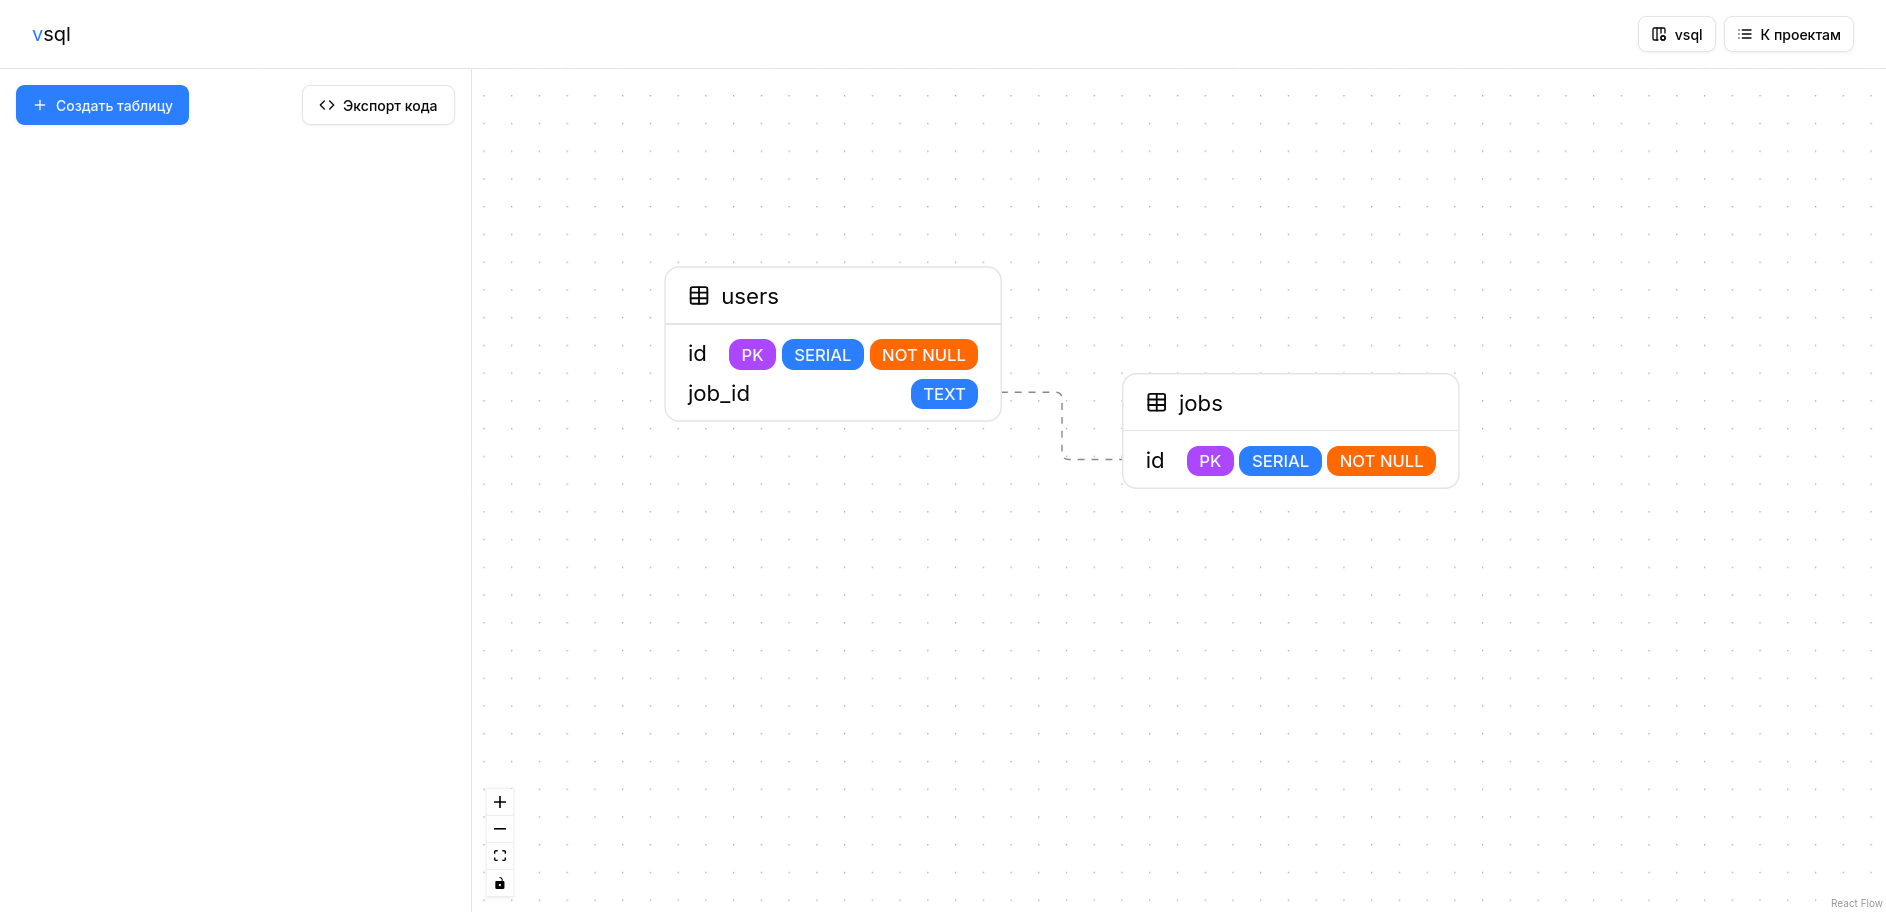 vsql
vsql
К проектам
Создать таблицу
Экспорт кода
users
id PK SERIAL NOT NULL
job_id TEXT
jobs
id PK SERIAL NOT NULL
React Flow